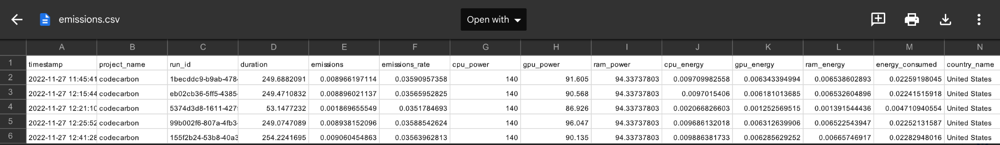 emissions.csv Open with
A B C D E F G H I J K L M N
1 timestamp project_name run_id duration emissions emissions_rate cpu_power gpu_power ram_power cpu_energy gpu_energy ram_energy energy_consumed country_name
2 2022-11-27 11:45:41 codecarbon 1becddc9-b9ab-478 249.6882091 0.008966197114 0.03590957358 140 91.605 94.33737803 0.009709982558 0.006343394994 0.006538602893 0.02259198045 United States
3 2022-11-27 12:15:44 codecarbon eb02cb36-5ff5-4385- 249.4710832 0.008896021137 0.03565952825 140 90.568 94.33737803 0.0097015406 0.006181013685 0.006532604896 0.02241515918 United States
4 2022-11-27 12:21:10 codecarbon 5374d3d8-1611-427 53.1477232 0.001869655549 0.0351784693 140 86.926 94.33737803 0.002066826603 0.001252569515 0.001391544436 0.004710940554 United States
5 2022-11-27 12:25:52 codecarbon 99b002f6-807a-4fb3- 249.0747089 0.008938152096 0.03588542624 140 96.047 94.33737803 0.009686132018 0.006312639906 0.006522543947 0.02252131587 United States
6 2022-11-27 12:41:28 codecarbon 155f2b24-53b8-40a3 254.2241695 0.009060454863 0.03563962813 140 90.135 94.33737803 0.009886381733 0.006285629252 0.00665746917 0.02282948016 United States